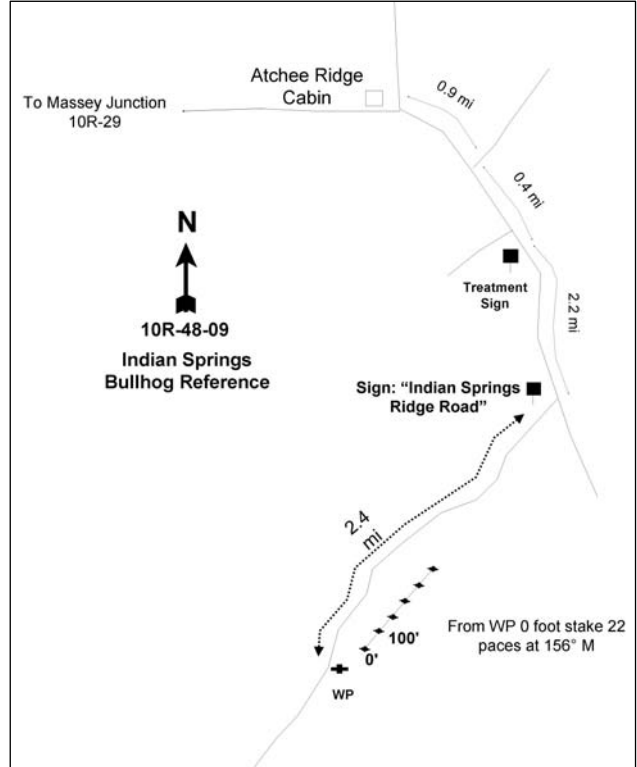 Atchee Ridge
Cabin
To Massey Junction
10R-29
0.9 mi
0.4 mi
N
10R-48-09
Indian Springs
Bullhog Reference
Treatment
Sign
2.2 mi
Sign: “Indian Springs
Ridge Road”
2.4
mi
100'
0'
From WP 0 foot stake 22
paces at 156° M
WP